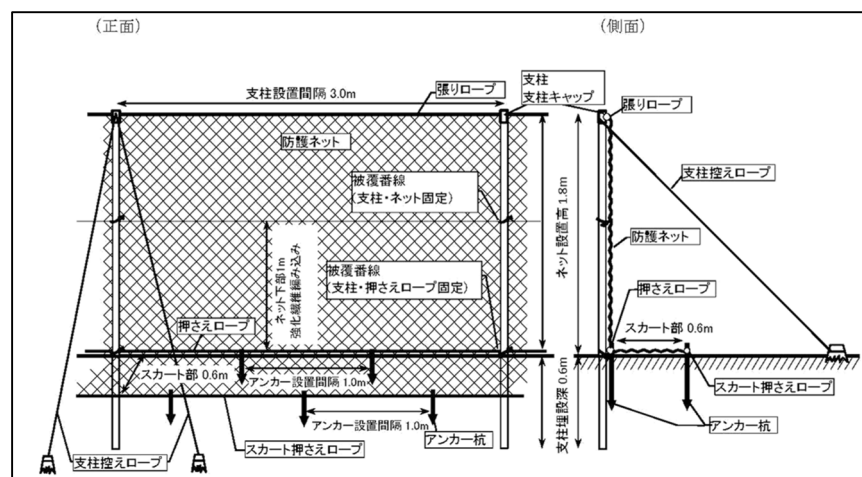 (正面)
(側面)
支柱設置間隔 3.0m
張りロープ
支柱
支柱キャップ
張りロープ
防護ネット
支柱控えロープ
被覆番線
(支柱・ネット固定)
ネット設置高 1.8m
防護ネット
ネット下部1m
強化繊維編み込み
被覆番線
(支柱・押さえロープ固定)
押さえロープ
押さえロープ
スカート部 0.6m
スカート部 0.6m
アンカー設置間隔 1.0m
スカート押さえロープ
支柱埋設深 0.6m
アンカー設置間隔 1.0m
アンカー杭
アンカー杭
スカート押さえロープ
支柱控えロープ